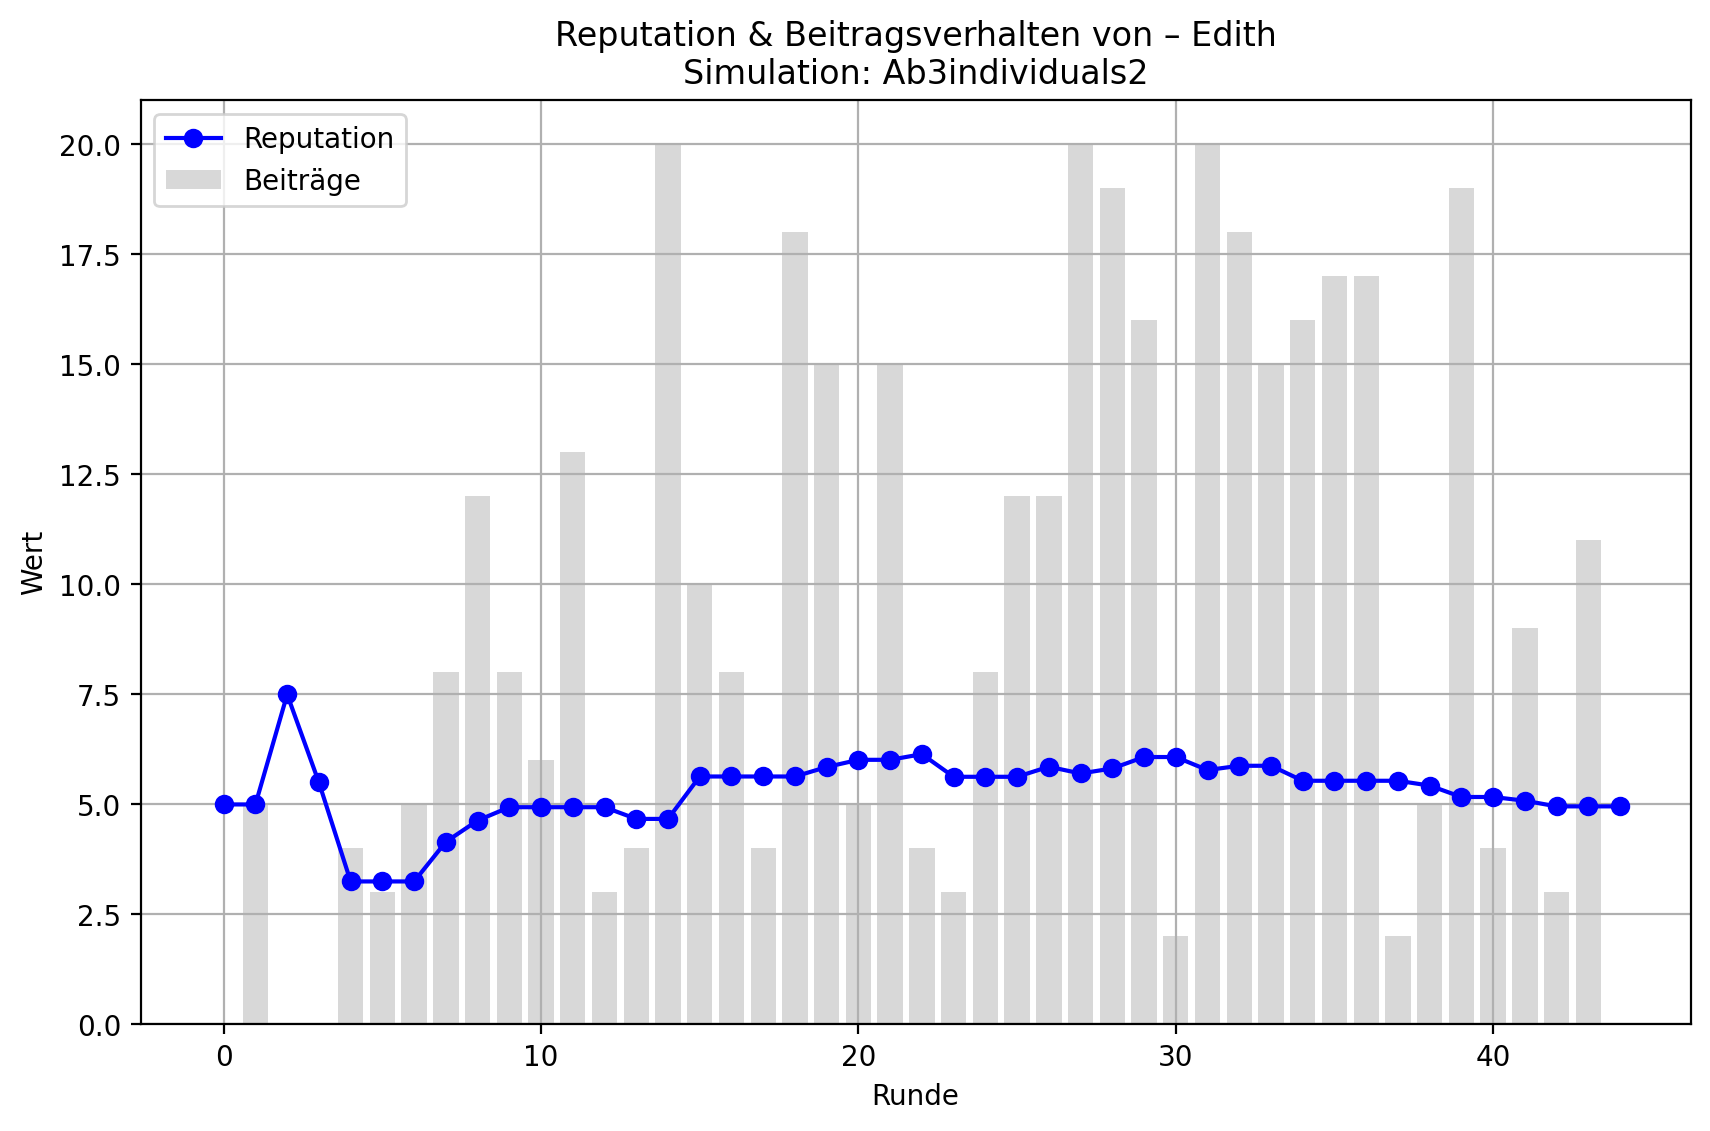 Reputation & Beitragsverhalten von – Edith
Simulation: Ab3individuals2
Reputation
Beiträge
20.0
17.5
15.0
12.5
10.0
7.5
5.0
2.5
0.0
Wert
0 10 20 30 40
Runde